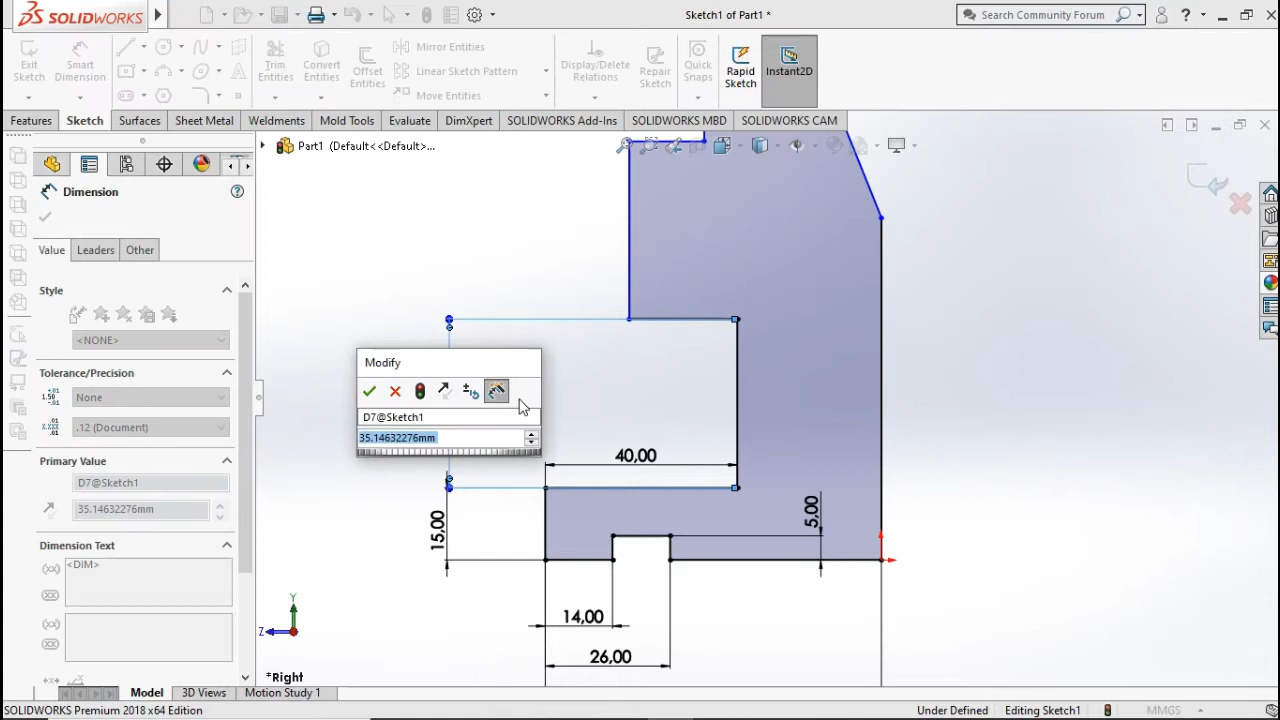 SOLIDWORKS
Sketch1 of Part1 *
Search Community Forum
?
Exit Sketch
Smart Dimension
Trim Entities
Convert Entities
Offset Entities
Mirror Entities
Linear Sketch Pattern
Move Entities
Display/Delete Relations
Repair Sketch
Quick Snaps
Rapid Sketch
Instant2D
Features
Sketch
Surfaces
Sheet Metal
Weldments
Mold Tools
Evaluate
DimXpert
SOLIDWORKS Add-Ins
SOLIDWORKS MBD
SOLIDWORKS CAM
Part1 (Default<<Default>...
Dimension
?
Value
Leaders
Other
Style
<NONE>
Tolerance/Precision
None
.12 (Document)
Primary Value
D7@Sketch1
35.14632276mm
Dimension Text
<DIM>
Modify
D7@Sketch1
35.14632276mm
40,00
15,00
5,00
14,00
26,00
Y
Z
*Right
Model
3D Views
Motion Study 1
SOLIDWORKS Premium 2018 x64 Edition
Under Defined
Editing Sketch1
MMGS